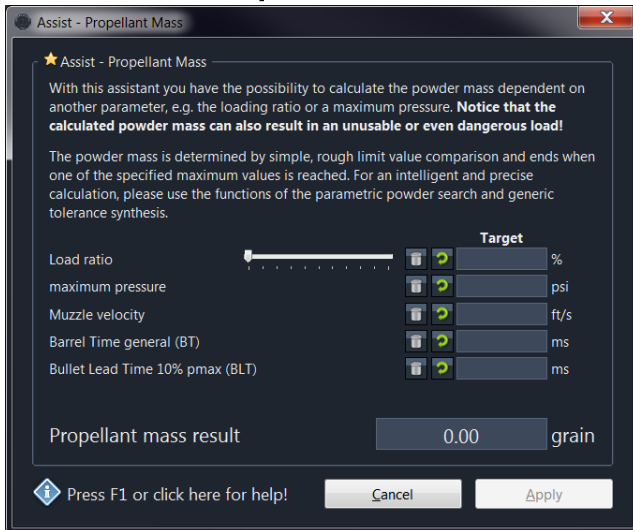 Assist - Propellant Mass
Assist - Propellant Mass
With this assistant you have the possibility to calculate the powder mass dependent on
another parameter, e.g. the loading ratio or a maximum pressure. Notice that the
calculated powder mass can also result in an unusable or even dangerous load!
The powder mass is determined by simple, rough limit value comparison and ends when
one of the specified maximum values is reached. For an intelligent and precise
calculation, please use the functions of the parametric powder search and generic
tolerance synthesis.
Target
Load ratio %
maximum pressure psi
Muzzle velocity ft/s
Barrel Time general (BT) ms
Bullet Lead Time 10% pmax (BLT) ms
Propellant mass result 0.00 grain
Press F1 or click here for help! Cancel Apply